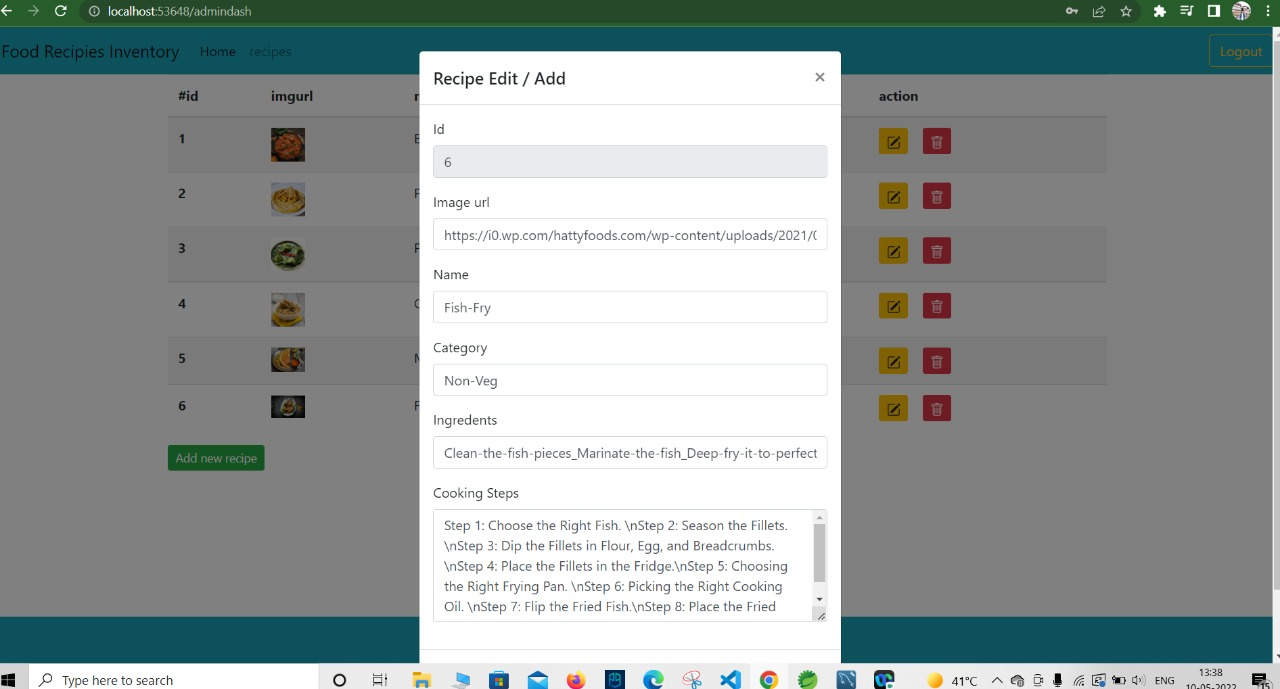 localhost:53648/admindash
Food Recipies Inventory Home recipes Logout
Recipe Edit / Add ×
#id imgurl action
Id
1
6
Image url
2
https://i0.wp.com/hattyfoods.com/wp-content/uploads/2021/
3
Name
4
Fish-Fry
Category
5
Non-Veg
6
Ingredents
Clean-the-fish-pieces_Marinate-the-fish_Deep-fry-it-to-perfect
Add new recipe
Cooking Steps
Step 1: Choose the Right Fish. \nStep 2: Season the Fillets.
\nStep 3: Dip the Fillets in Flour, Egg, and Breadcrumbs.
\nStep 4: Place the Fillets in the Fridge.\nStep 5: Choosing
the Right Frying Pan. \nStep 6: Picking the Right Cooking
Oil. \nStep 7: Flip the Fried Fish.\nStep 8: Place the Fried
Type here to search
41°C
ENG
13:38
10-05-2022